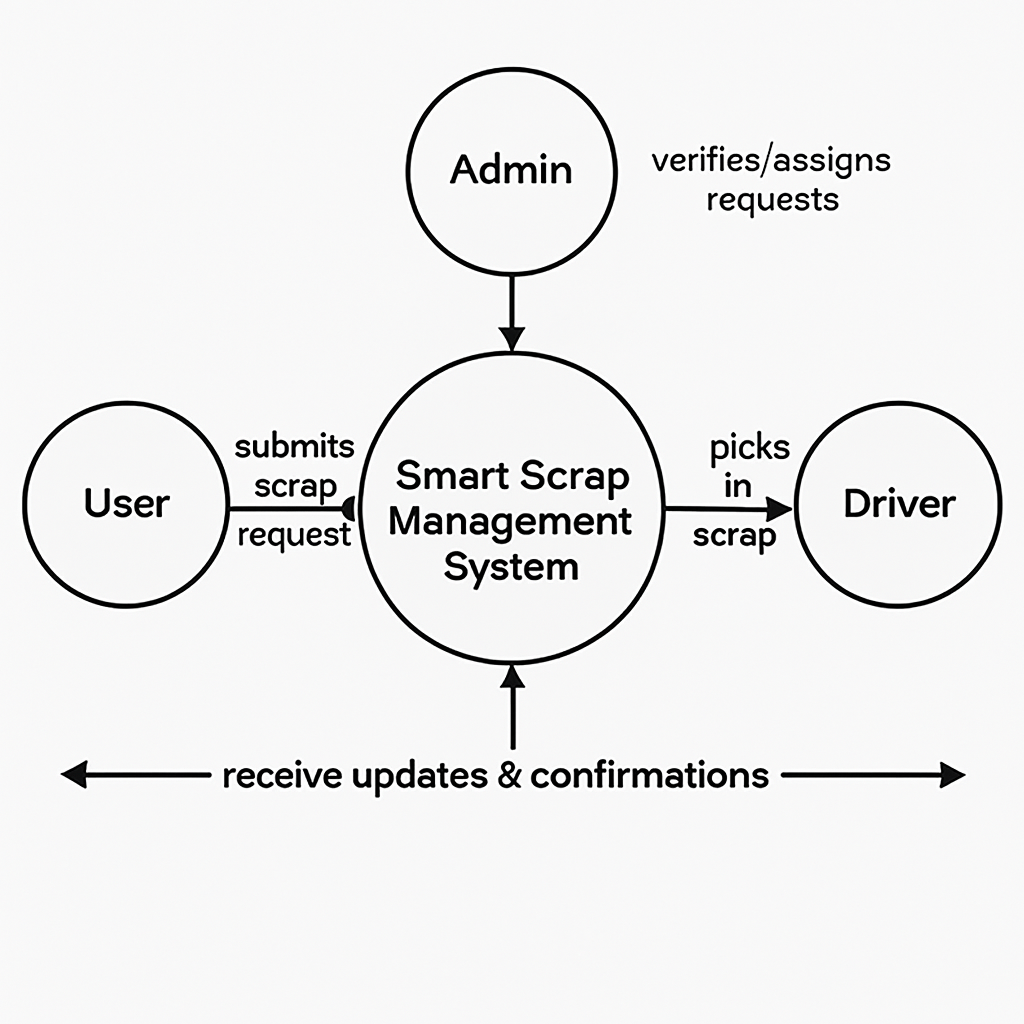 Admin
verifies/assigns
requests
User
submits
scrap
request
Smart Scrap
Management
System
picks
in
scrap
Driver
receive updates & confirmations